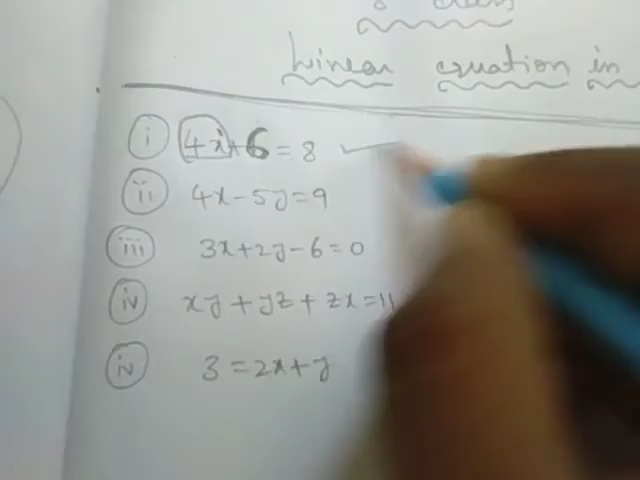 Linear equation in
i 4x+6=8
ii 4x-5y=9
iii 3x+2y-6=0
iv xy+yz+zx=11
iv 3=2x+y